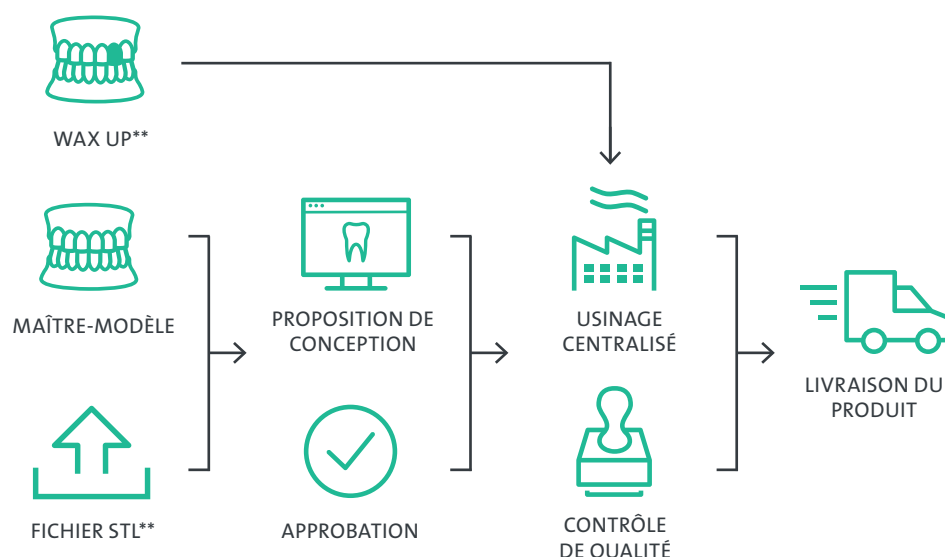 WAX UP**
MAÎTRE-MODÈLE
FICHIER STL**
PROPOSITION DE
CONCEPTION
APPROBATION
USINAGE
CENTRALISÉ
CONTRÔLE
DE QUALITÉ
LIVRAISON DU
PRODUIT